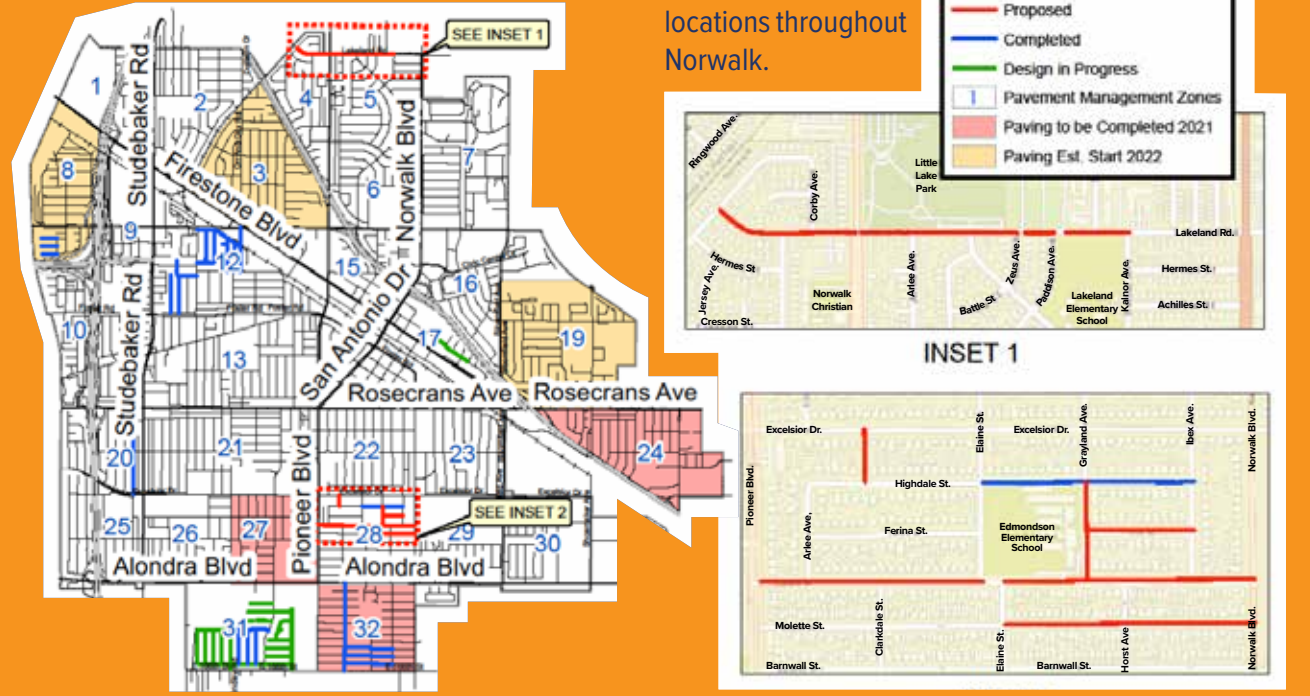 locations throughout
Norwalk.
Proposed
Completed
Design in Progress
1 Pavement Management Zones
Paving to be Completed 2021
Paving Est. Start 2022
SEE INSET 1
SEE INSET 2
Studebaker Rd
Studebaker Rd
Firestone Blvd
Norwalk Blvd
San Antonio Dr
Rosecrans Ave
Rosecrans Ave
Pioneer Blvd
Alondra Blvd
Alondra Blvd
1
2
3
4
5
6
7
8
9
10
12
13
15
16
17
19
20
21
22
23
24
25
26
27
28
29
30
31
32
Ringwood Ave.
Corby Ave.
Little
Lake
Park
Lakeland Rd.
Hermes St
Jersey Ave.
Cresson St.
Norwalk
Christian
Arlee Ave.
Battle St
Zeus Ave.
Paddison Ave.
Lakeland
Elementary
School
Kalnor Ave.
Hermes St.
Achilles St.
INSET 1
Excelsior Dr.
Elaine St.
Excelsior Dr.
Grayland Ave.
Ibex Ave.
Norwalk Blvd.
Pioneer Blvd.
Highdale St.
Arlee Ave,
Ferina St.
Edmondson
Elementary
School
Molette St.
Clarkdale St.
Elaine St.
Horst Ave
Norwalk Blvd.
Barnwall St.
Barnwall St.